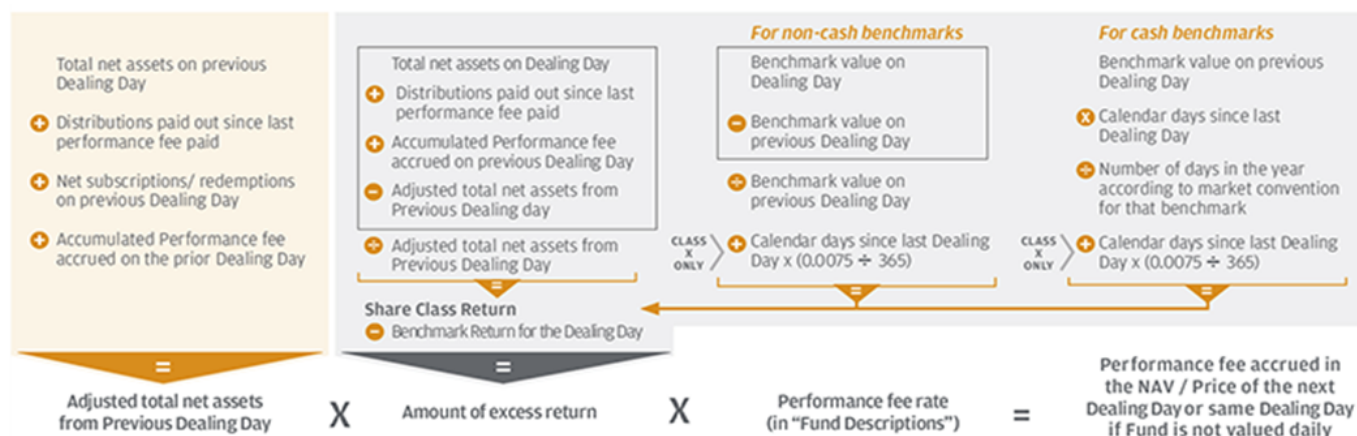 Total net assets on previous
Dealing Day
+ Distributions paid out since last
performance fee paid
+ Net subscriptions/ redemptions
on previous Dealing Day
+ Accumulated Performance fee
accrued on the prior Dealing Day
=
Adjusted total net assets
from Previous Dealing Day
X
Total net assets on Dealing Day
+ Distributions paid out since last
performance fee paid
+ Accumulated Performance fee
accrued on previous Dealing Day
− Adjusted total net assets from
Previous Dealing day
÷ Adjusted total net assets from
Previous Dealing Day
=
Share Class Return
− Benchmark Return for the Dealing Day
=
Amount of excess return
X
For non-cash benchmarks
Benchmark value on
Dealing Day
− Benchmark value on
previous Dealing Day
÷ Benchmark value on
previous Dealing Day
CLASS
X
ONLY
+ Calendar days since last Dealing
Day x (0.0075 ÷ 365)
=
For cash benchmarks
Benchmark value on previous
Dealing Day
x Calendar days since last
Dealing Day
÷ Number of days in the year
according to market convention
for that benchmark
CLASS
X
ONLY
+ Calendar days since last Dealing
Day x (0.0075 ÷ 365)
=
Performance fee rate
(in “Fund Descriptions”)
=
Performance fee accrued in
the NAV / Price of the next
Dealing Day or same Dealing Day
if Fund is not valued daily